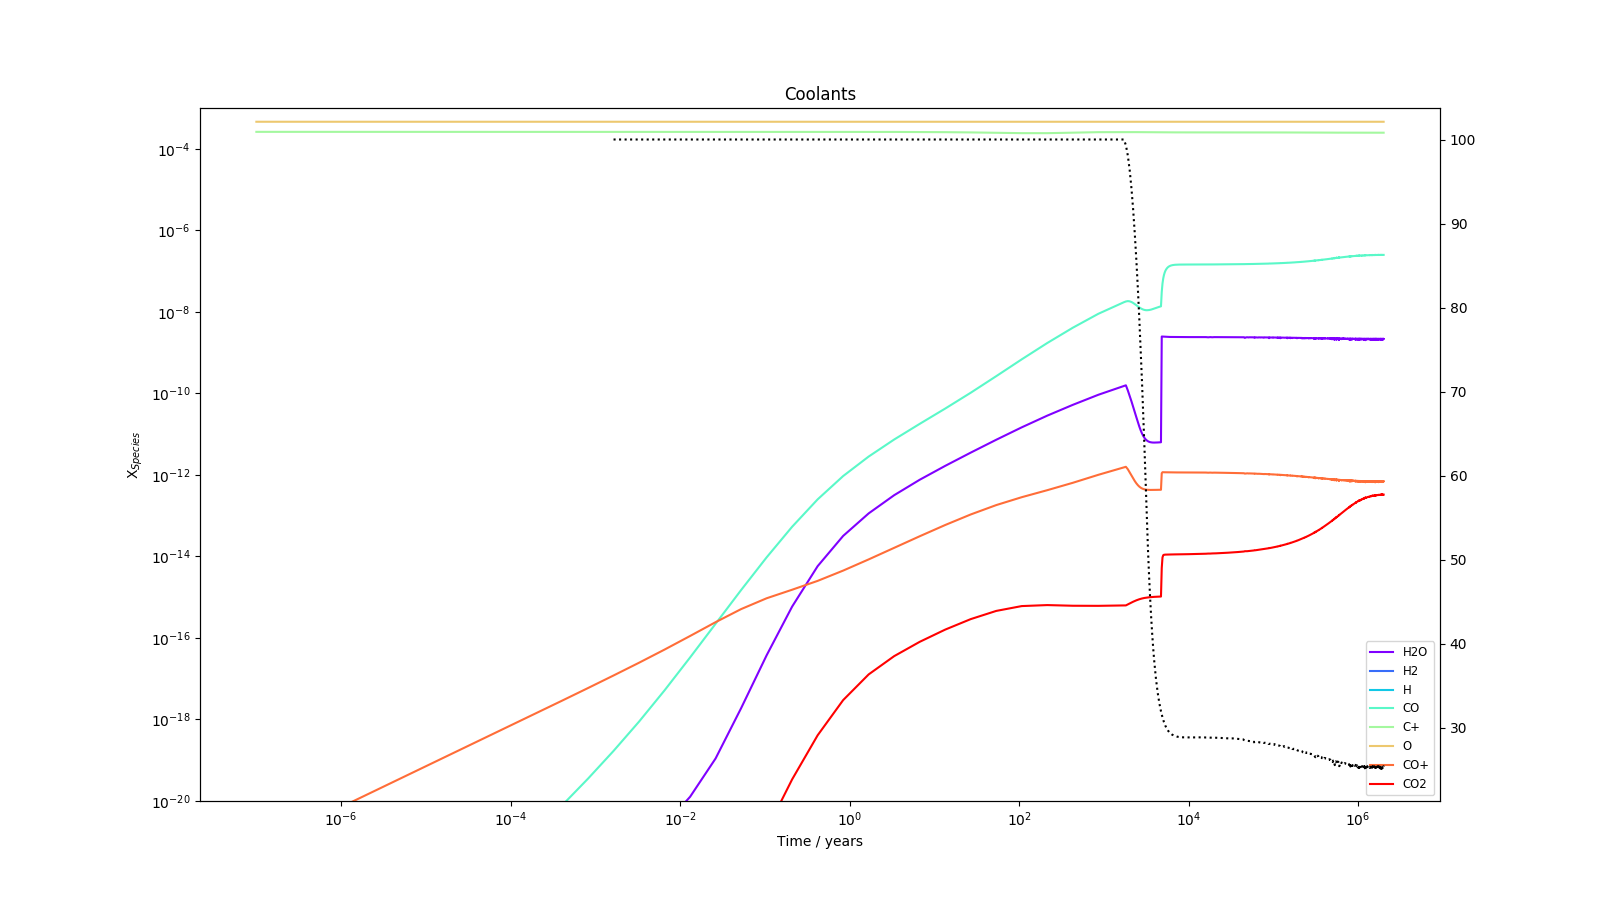 Coolants
X_{Species}
10^{-4}
10^{-6}
10^{-8}
10^{-10}
10^{-12}
10^{-14}
10^{-16}
10^{-18}
10^{-20}
100
90
80
70
60
50
40
30
H2O
H2
H
CO
C+
O
CO+
CO2
10^{-6}
10^{-4}
10^{-2}
10^{0}
10^{2}
10^{4}
10^{6}
Time / years